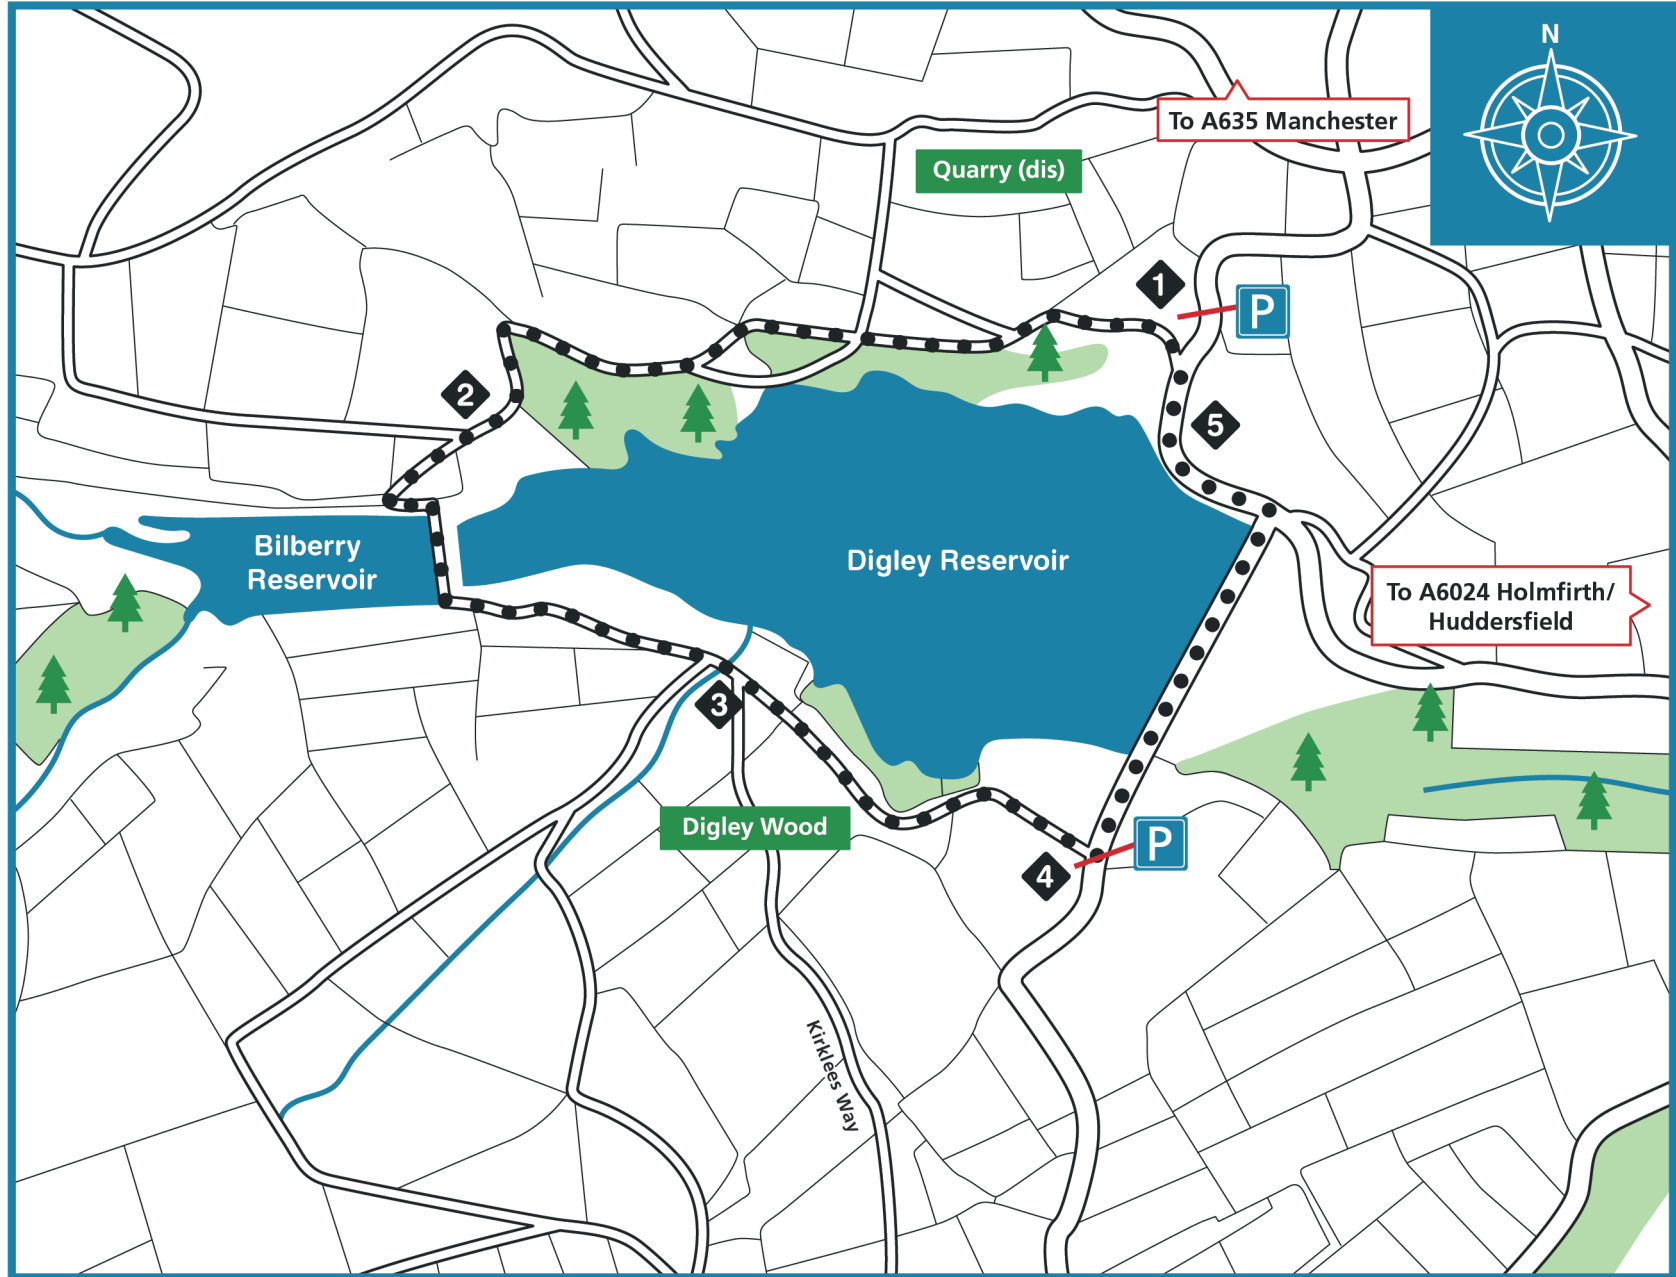 N
To A635 Manchester
Quarry (dis)
1
P
2
5
Bilberry
Reservoir
Digley Reservoir
To A6024 Holmfirth/
Huddersfield
3
Digley Wood
P
4
Kirklees Way